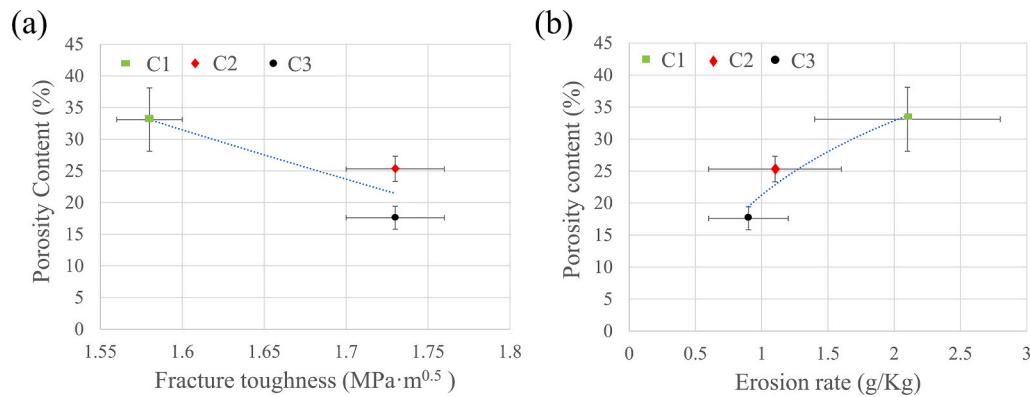 (a)
45
40
35
30
25
20
15
10
5
0
Porosity Content (%)
C1 C2 C3
1.55 1.6 1.65 1.7 1.75 1.8
Fracture toughness (MPa·m^0.5 )
(b)
45
40
35
30
25
20
15
10
5
0
Porosity content (%)
C1 C2 C3
0 0.5 1 1.5 2 2.5 3
Erosion rate (g/Kg)